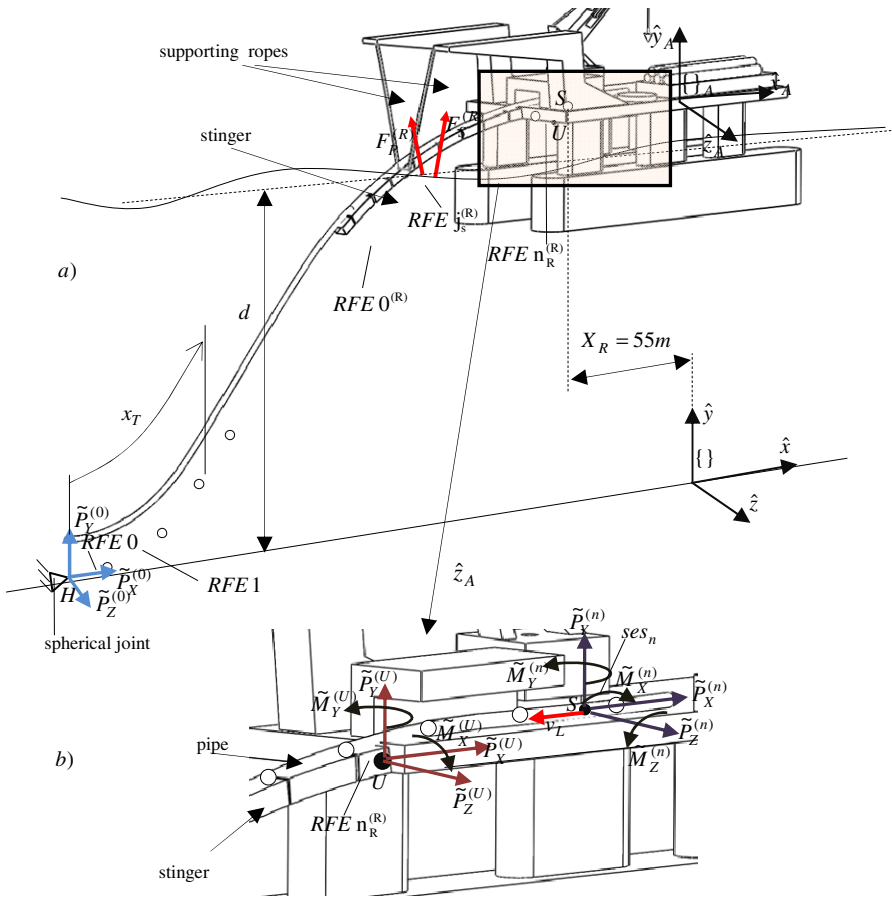 supporting ropes
ŷ_A
{}_A
x̂_A
S
F_r^(R)
F_s^(R)
stinger
U
ẑ_A
RFE j_s^(R)
RFE n_R^(R)
a)
RFE 0^(R)
d
X_R = 55m
x_T
ŷ
x̂
{}
ẑ
P̃_Y^(0)
RFE 0
ẑ_A
RFE 1
P̃_X^(0)
H
P̃_Z^(0)
spherical joint
P̃_Y^(n)
ses_n
P̃_Y^(U)
M̃_Y^(n)
M̃_X^(n)
P̃_X^(n)
M̃_Y^(U)
S
M̃_X^(U)
v_L
P̃_Z^(n)
pipe
P̃_X^(U)
b)
M̃_Z^(n)
U
P̃_Z^(U)
RFE n_R^(R)
stinger